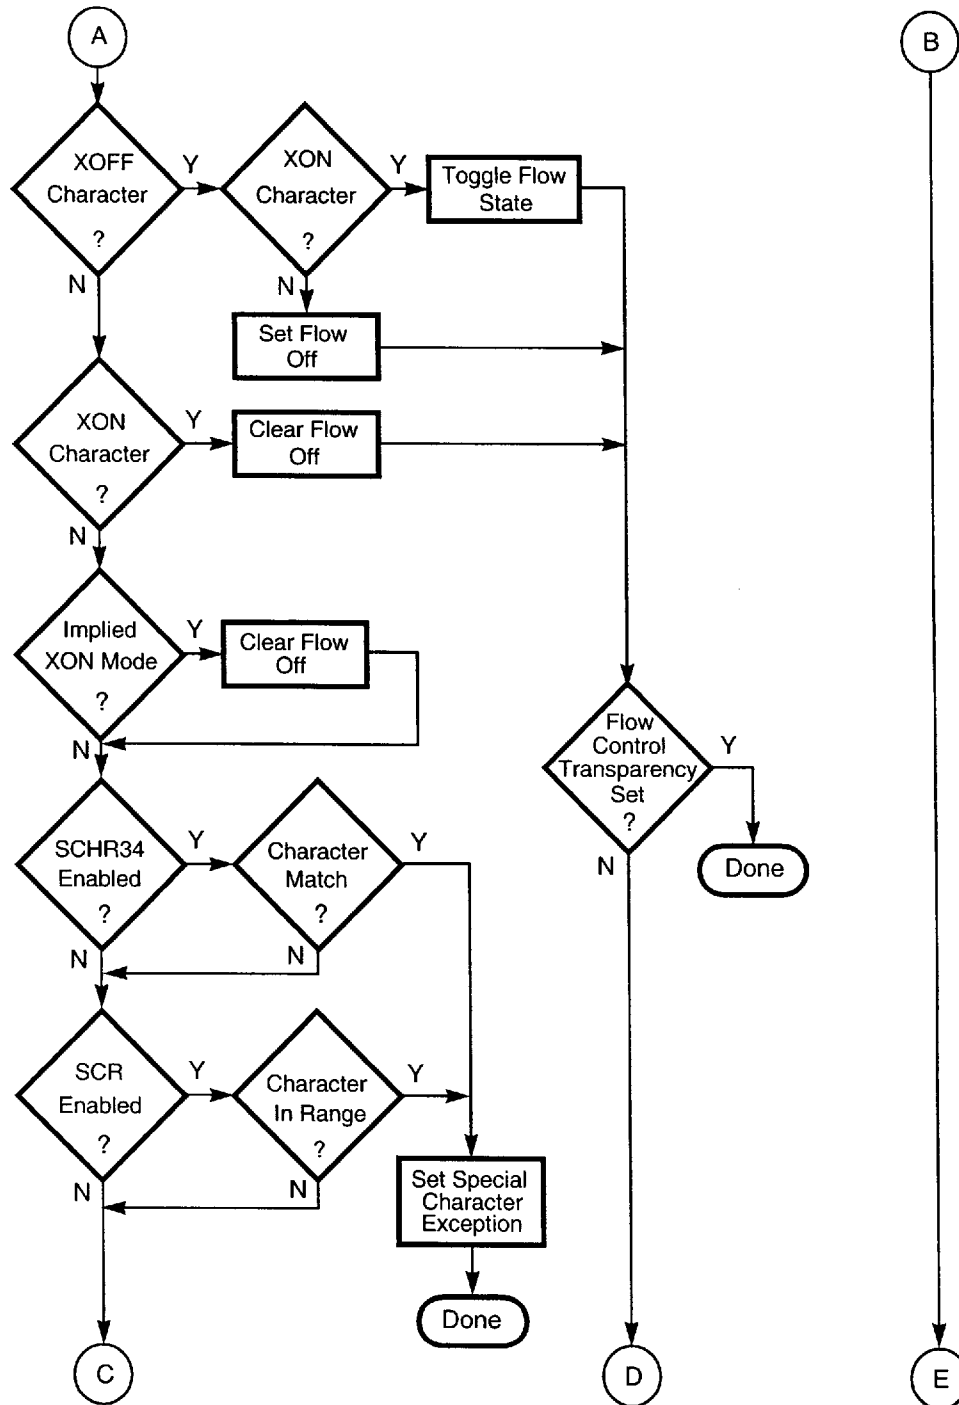 A
B
XOFF
Character
?
Y
XON
Character
?
Y
Toggle Flow
State
N
N
Set Flow
Off
XON
Character
?
Y
Clear Flow
Off
N
Implied
XON Mode
?
Y
Clear Flow
Off
N
Flow
Control
Transparency
Set
?
Y
Done
N
SCHR34
Enabled
?
Y
Character
Match
?
Y
N
N
SCR
Enabled
?
Y
Character
In Range
?
Y
N
N
Set Special
Character
Exception
Done
C
D
E